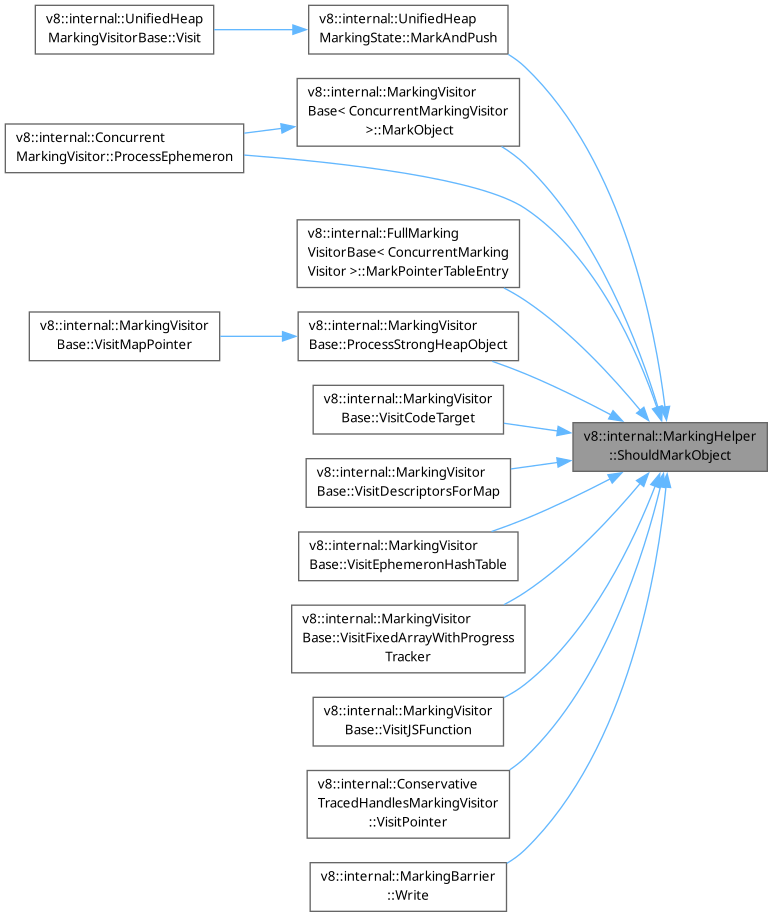 v8::internal::UnifiedHeap
MarkingVisitorBase::Visit
v8::internal::UnifiedHeap
MarkingState::MarkAndPush
v8::internal::MarkingVisitor
Base< ConcurrentMarkingVisitor
>::MarkObject
v8::internal::Concurrent
MarkingVisitor::ProcessEphemeron
v8::internal::FullMarking
VisitorBase< ConcurrentMarking
Visitor >::MarkPointerTableEntry
v8::internal::MarkingVisitor
Base::VisitMapPointer
v8::internal::MarkingVisitor
Base::ProcessStrongHeapObject
v8::internal::MarkingVisitor
Base::VisitCodeTarget
v8::internal::MarkingHelper
::ShouldMarkObject
v8::internal::MarkingVisitor
Base::VisitDescriptorsForMap
v8::internal::MarkingVisitor
Base::VisitEphemeronHashTable
v8::internal::MarkingVisitor
Base::VisitFixedArrayWithProgress
Tracker
v8::internal::MarkingVisitor
Base::VisitJSFunction
v8::internal::Conservative
TracedHandlesMarkingVisitor
::VisitPointer
v8::internal::MarkingBarrier
::Write